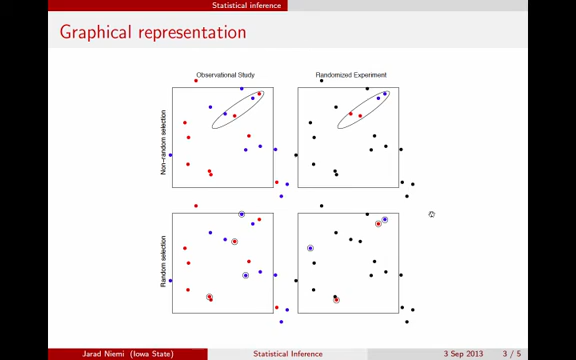 Statistical inference
Graphical representation
Observational Study
Randomized Experiment
Non-random selection
Random selection
Jarad Niemi (Iowa State)
Statistical Inference
3 Sep 2013
3 / 5